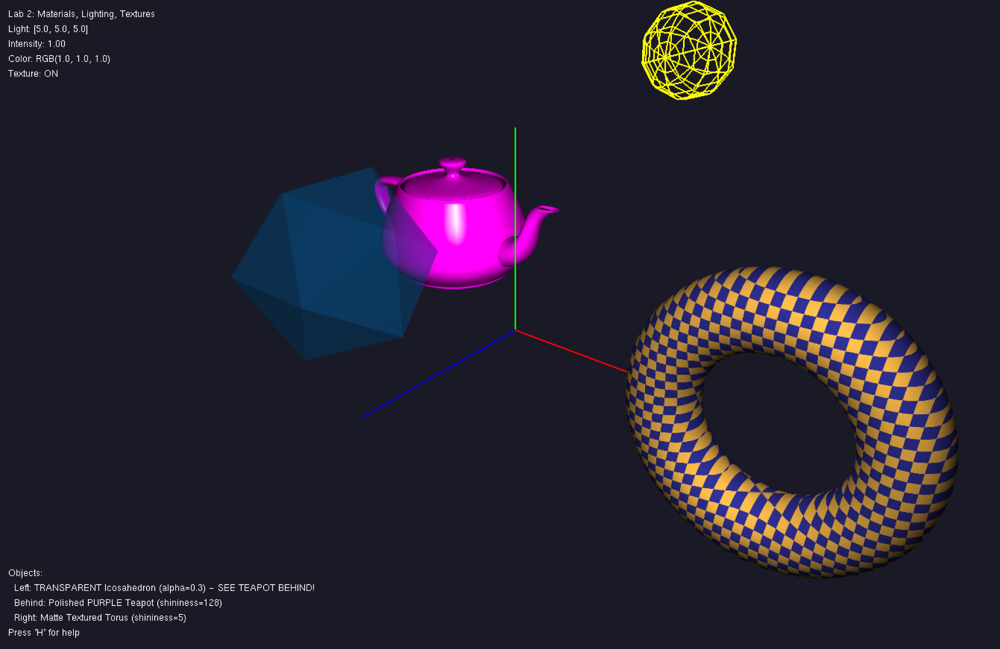 Lab 2: Materials, Lighting, Textures
Light: [5.0, 5.0, 5.0]
Intensity: 1.00
Color: RGB(1.0, 1.0, 1.0)
Texture: ON
Objects:
Left: TRANSPARENT Icosahedron (alpha=0.3) - SEE TEAPOT BEHIND!
Behind: Polished PURPLE Teapot (shininess=128)
Right: Matte Textured Torus (shininess=5)
Press 'H' for help